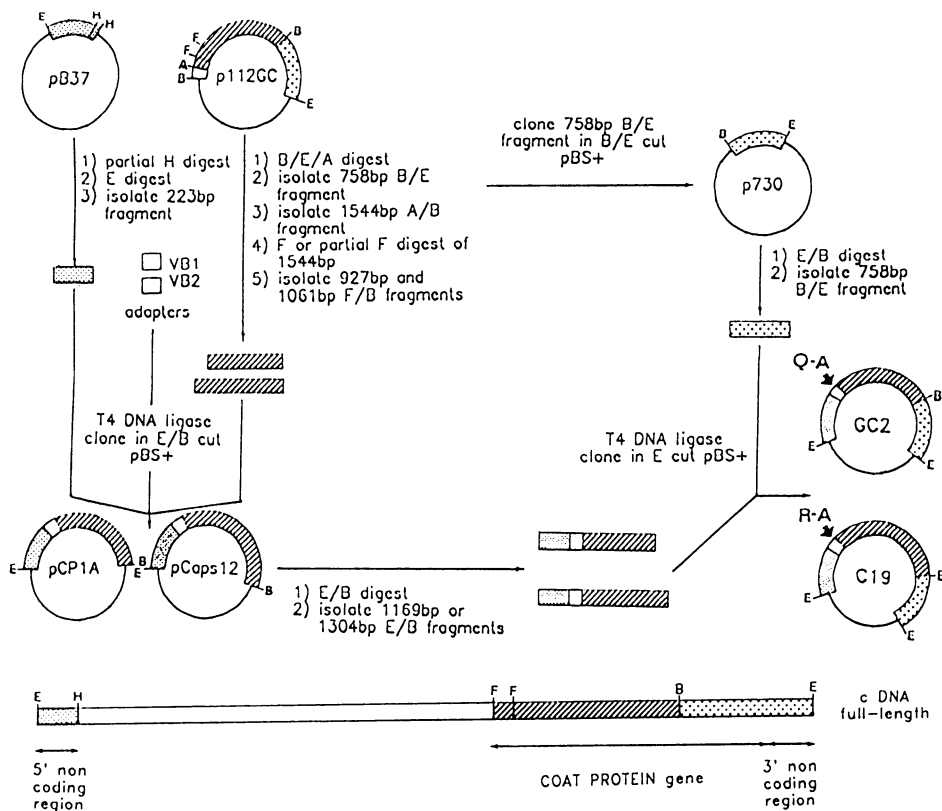 E
H
H
pB37
F
F
A
B
B
E
p112GC
1) partial H digest
2) E digest
3) isolate 223bp
fragment
VB1
VB2
adapters
1) B/E/A digest
2) isolate 758bp B/E
fragment
3) isolate 1544bp A/B
fragment
4) F or partial F digest of
1544bp
5) isolate 927bp and
1061bp F/B fragments
clone 758bp B/E
fragment in B/E cut
pBS+
B
E
p730
1) E/B digest
2) isolate 758bp
B/E fragment
T4 DNA ligase
clone in E/B cut
pBS+
T4 DNA ligase
clone in E cut pBS+
Q-A
B
GC2
E
E
R-A
E
C19
E
E
E
pCP1A
B
B
E
pCaps12
B
1) E/B digest
2) isolate 1169bp or
1304bp E/B fragments
E
H
F
F
B
E
c DNA
full-length
5' non
coding
region
COAT PROTEIN gene
3' non
coding
region